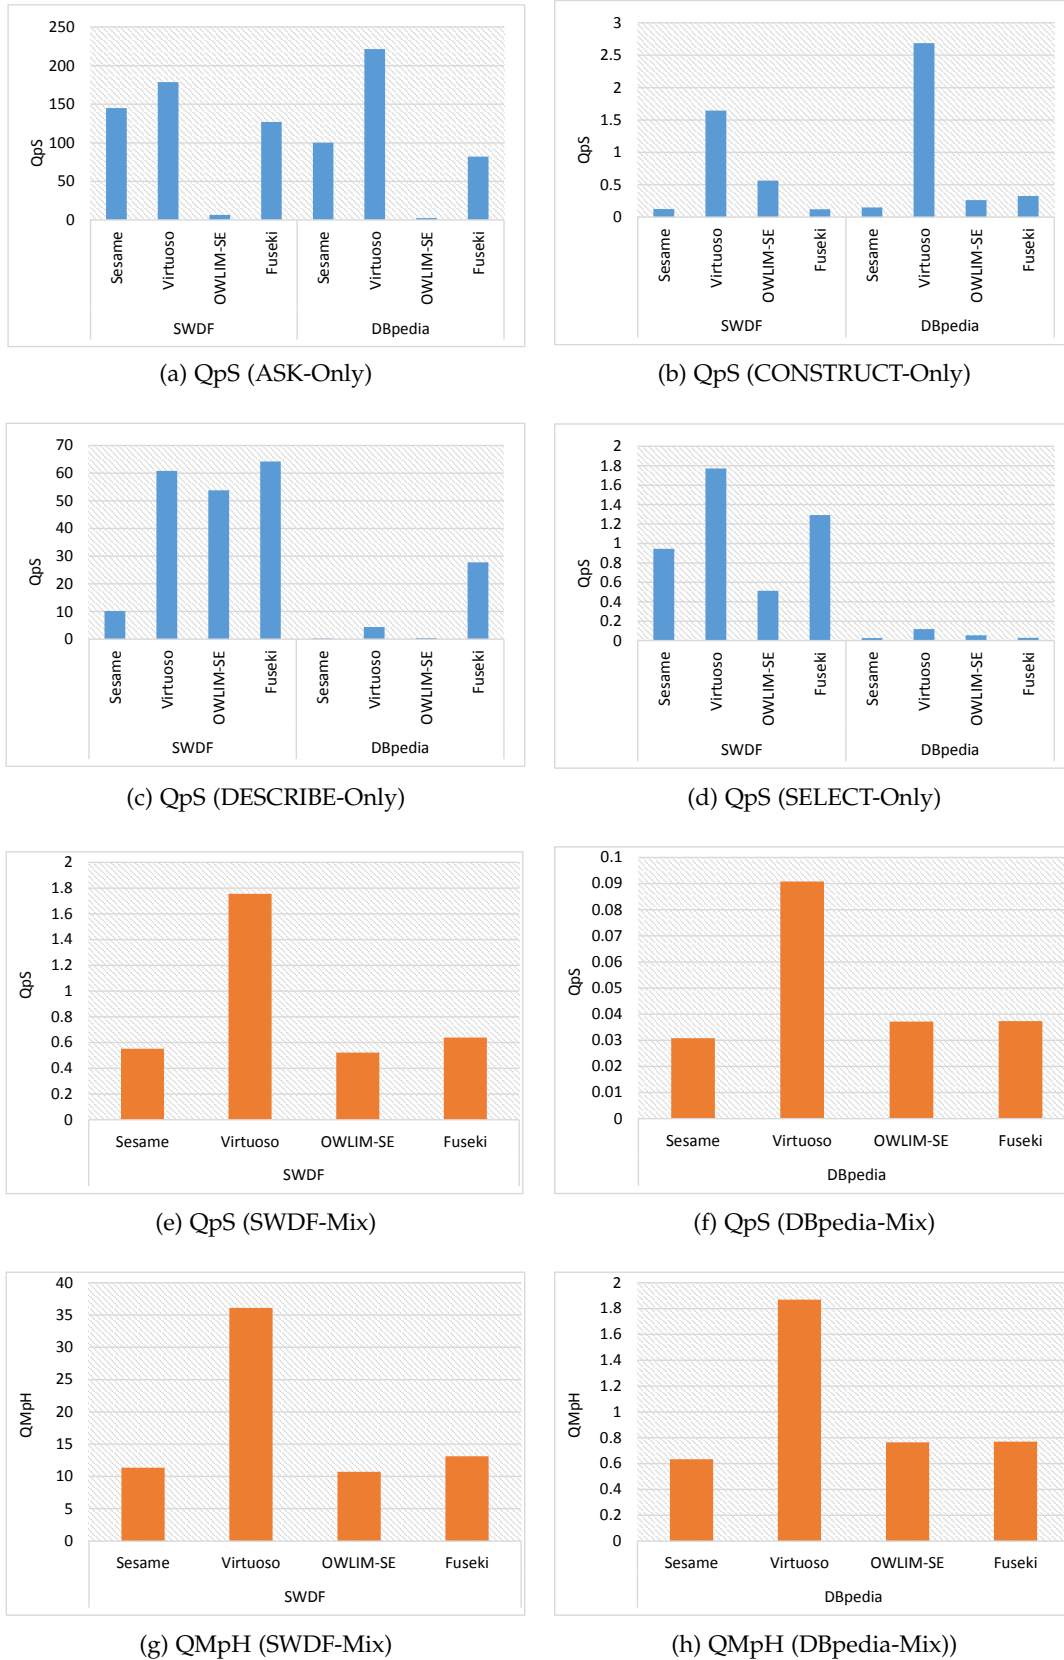 250
200
150
100
50
0
QpS
Sesame
Virtuoso
OWLIM-SE
Fuseki
Sesame
Virtuoso
OWLIM-SE
Fuseki
SWDF DBpedia
(a) QpS (ASK-Only)
3
2.5
2
1.5
1
0.5
0
QpS
Sesame
Virtuoso
OWLIM-SE
Fuseki
Sesame
Virtuoso
OWLIM-SE
Fuseki
SWDF DBpedia
(b) QpS (CONSTRUCT-Only)
70
60
50
40
30
20
10
0
QpS
Sesame
Virtuoso
OWLIM-SE
Fuseki
Sesame
Virtuoso
OWLIM-SE
Fuseki
SWDF DBpedia
(c) QpS (DESCRIBE-Only)
2
1.8
1.6
1.4
1.2
1
0.8
0.6
0.4
0.2
0
QpS
Sesame
Virtuoso
OWLIM-SE
Fuseki
Sesame
Virtuoso
OWLIM-SE
Fuseki
SWDF DBpedia
(d) QpS (SELECT-Only)
2
1.8
1.6
1.4
1.2
1
0.8
0.6
0.4
0.2
0
QpS
Sesame Virtuoso OWLIM-SE Fuseki
SWDF
(e) QpS (SWDF-Mix)
0.1
0.09
0.08
0.07
0.06
0.05
0.04
0.03
0.02
0.01
0
QpS
Sesame Virtuoso OWLIM-SE Fuseki
DBpedia
(f) QpS (DBpedia-Mix)
40
35
30
25
20
15
10
5
0
QMpH
Sesame Virtuoso OWLIM-SE Fuseki
SWDF
(g) QMpH (SWDF-Mix)
2
1.8
1.6
1.4
1.2
1
0.8
0.6
0.4
0.2
0
QMpH
Sesame Virtuoso OWLIM-SE Fuseki
DBpedia
(h) QMpH (DBpedia-Mix))